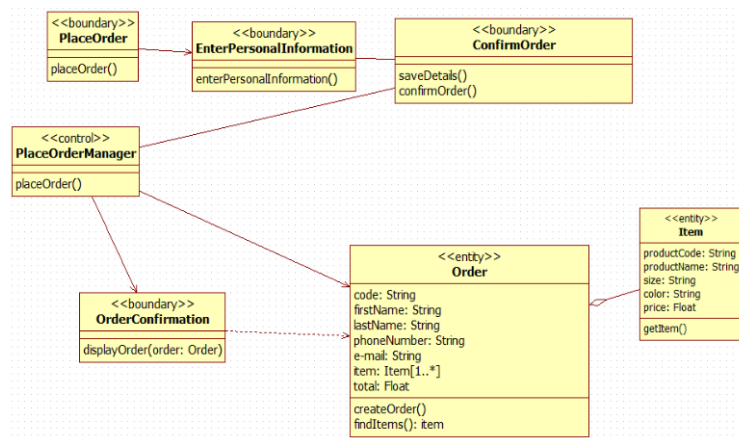 <<boundary>>
PlaceOrder
placeOrder()
<<boundary>>
EnterPersonalInformation
enterPersonalInformation()
<<boundary>>
ConfirmOrder
saveDetails()
confirmOrder()
<<control>>
PlaceOrderManager
placeOrder()
<<boundary>>
OrderConfirmation
displayOrder(order: Order)
<<entity>>
Order
code: String
firstName: String
lastName: String
phoneNumber: String
e-mail: String
item: Item[1..*]
total: Float
createOrder()
findItems(): item
<<entity>>
Item
productCode: String
productName: String
size: String
color: String
price: Float
getItem()